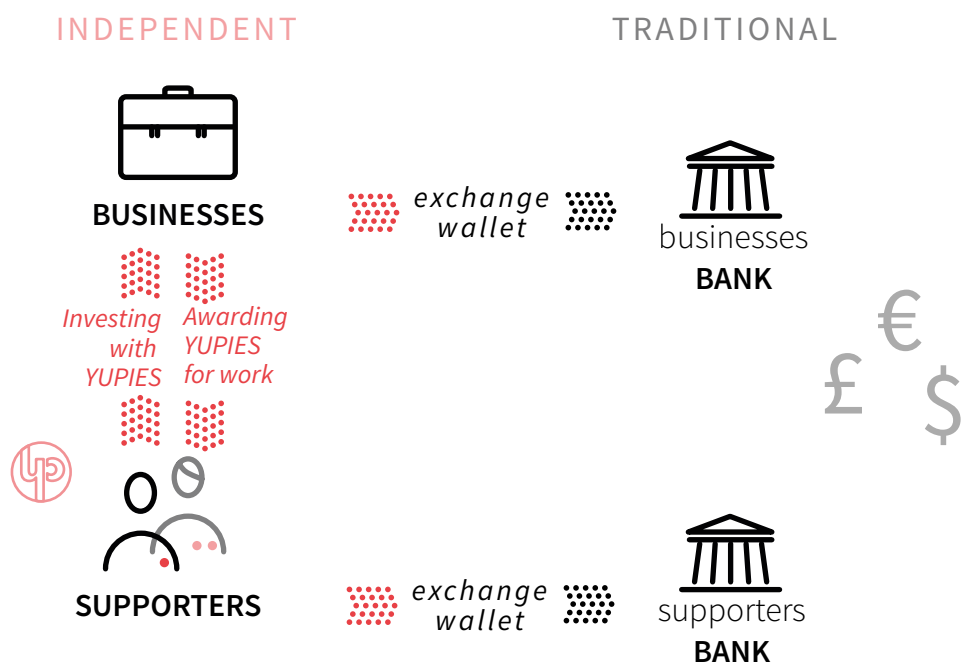 INDEPENDENT
TRADITIONAL
BUSINESSES
exchange
wallet
businesses
BANK
Investing
with
YUPIES
Awarding
YUPIES
for work
€
£
$
SUPPORTERS
exchange
wallet
supporters
BANK